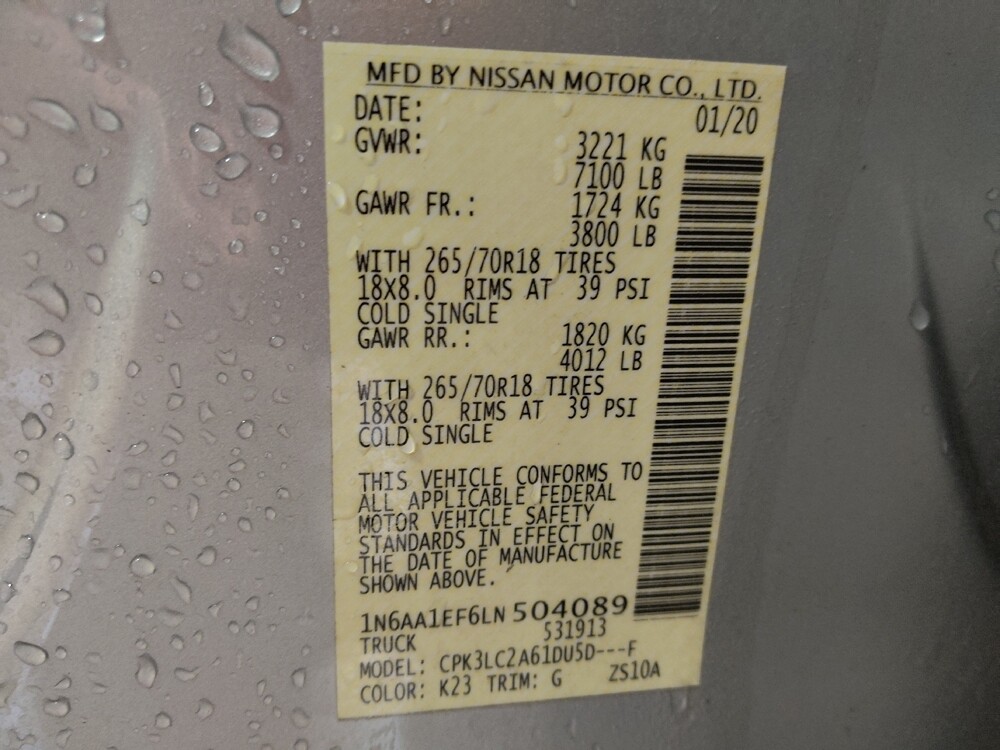 MFD BY NISSAN MOTOR CO., LTD.
DATE: 01/20
GVWR: 3221 KG
7100 LB
GAWR FR.: 1724 KG
3800 LB
WITH 265/70R18 TIRES
18X8.0 RIMS AT 39 PSI
COLD SINGLE
GAWR RR.: 1820 KG
4012 LB
WITH 265/70R18 TIRES
18X8.0 RIMS AT 39 PSI
COLD SINGLE
THIS VEHICLE CONFORMS TO
ALL APPLICABLE FEDERAL
MOTOR VEHICLE SAFETY
STANDARDS IN EFFECT ON
THE DATE OF MANUFACTURE
SHOWN ABOVE.
1N6AA1EF6LN 504089
TRUCK 531913
MODEL: CPK3LC2A61DU5D---F
COLOR: K23 TRIM: G ZS10A